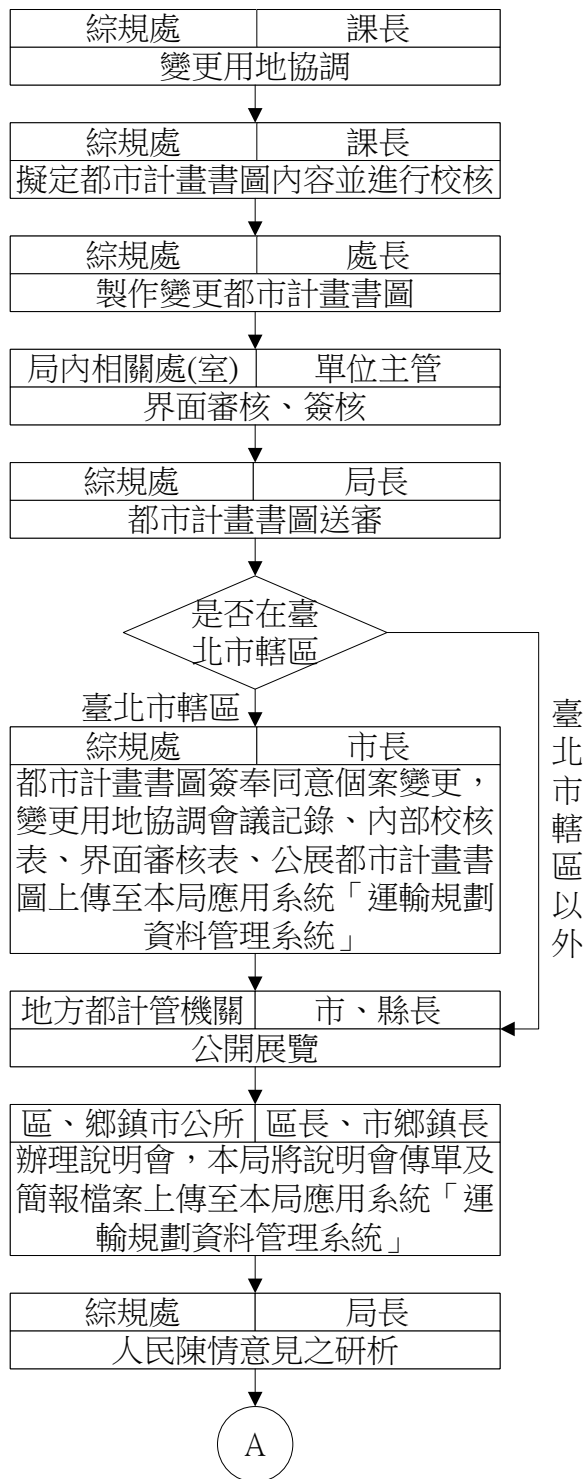 綜規處 課長
變更用地協調
綜規處 課長
擬定都市計畫書圖內容並進行校核
綜規處 處長
製作變更都市計畫書圖
局內相關處(室) 單位主管
界面審核、簽核
綜規處 局長
都市計畫書圖送審
是否在臺
北市轄區
臺北市轄區
臺北市轄區以外
綜規處 市長
都市計畫書圖簽奉同意個案變更，
變更用地協調會議記錄、內部校核
表、界面審核表、公展都市計畫書
圖上傳至本局應用系統「運輸規劃
資料管理系統」
地方都計管機關 市、縣長
公開展覽
區、鄉鎮市公所 區長、市鄉鎮長
辦理說明會，本局將說明會傳單及
簡報檔案上傳至本局應用系統「運
輸規劃資料管理系統」
綜規處 局長
人民陳情意見之研析
A